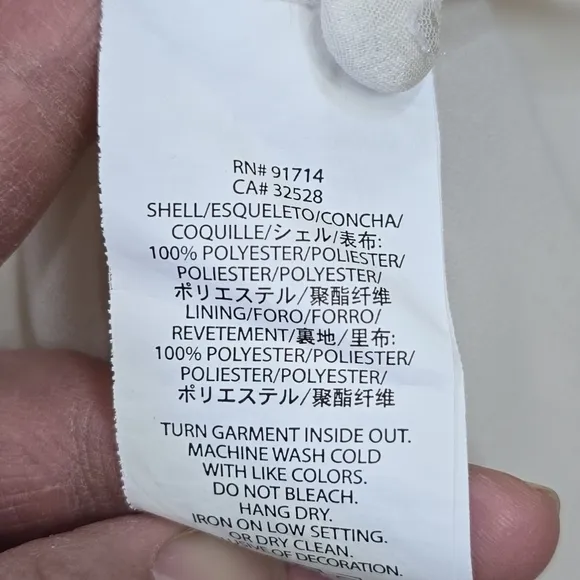 RN# 91714
CA# 32528
SHELL/ESQUELETO/CONCHA/
COQUILLE/シェル/表布:
100% POLYESTER/POLIESTER/
POLIESTER/POLYESTER/
ポリエステル/聚酯纤维
LINING/FORO/FORRO/
REVETEMENT/裏地/里布:
100% POLYESTER/POLIESTER/
POLIESTER/POLYESTER/
ポリエステル/聚酯纤维
TURN GARMENT INSIDE OUT.
MACHINE WASH COLD
WITH LIKE COLORS.
DO NOT BLEACH.
HANG DRY.
IRON ON LOW SETTING.
OR DRY CLEAN.
OF DECORATION.